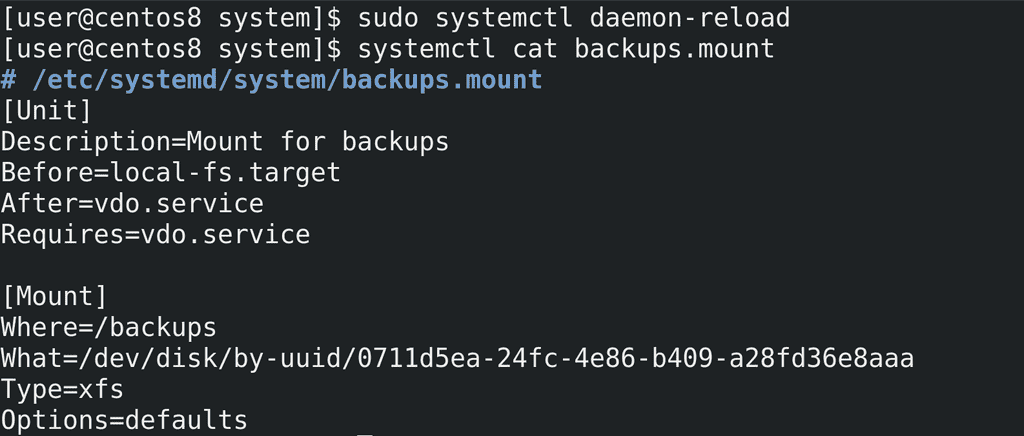 [user@centos8 system]$ sudo systemctl daemon-reload
[user@centos8 system]$ systemctl cat backups.mount
# /etc/systemd/system/backups.mount
[Unit]
Description=Mount for backups
Before=local-fs.target
After=vdo.service
Requires=vdo.service

[Mount]
Where=/backups
What=/dev/disk/by-uuid/0711d5ea-24fc-4e86-b409-a28fd36e8aaa
Type=xfs
Options=defaults